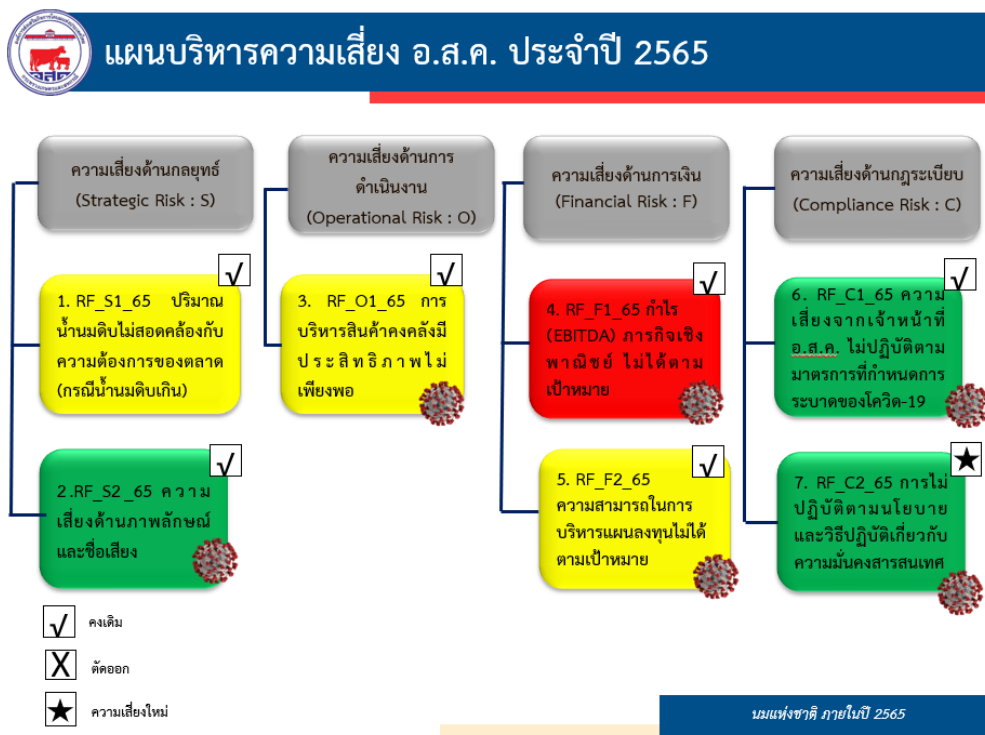 แผนบริหารความเสี่ยง อ.ส.ค. ประจำปี 2565
อสค
ความเสี่ยงด้านกลยุทธ์
(Strategic Risk : S)
ความเสี่ยงด้านการ
ดำเนินงาน
(Operational Risk : O)
ความเสี่ยงด้านการเงิน
(Financial Risk : F)
ความเสี่ยงด้านกฎระเบียบ
(Compliance Risk : C)
√
1. RF_S1_65 ปริมาณ
น้ำนมดิบไม่สอดคล้องกับ
ความต้องการของตลาด
(กรณีน้ำนมดิบเกิน)
√
2.RF_S2_65 ความ
เสี่ยงด้านภาพลักษณ์
และชื่อเสียง
√
3. RF_O1_65 การ
บริหารสินค้าคงคลังมี
ประสิทธิภาพไม่
เพียงพอ
√
4. RF_F1_65 กำไร
(EBITDA) ภารกิจเชิง
พาณิชย์ ไม่ได้ตาม
เป้าหมาย
√
5. RF_F2_65
ความสามารถในการ
บริหารแผนลงทุนไม่ได้
ตามเป้าหมาย
√
6. RF_C1_65 ความ
เสี่ยงจากเจ้าหน้าที่
อ.ส.ค. ไม่ปฏิบัติตาม
มาตรการที่กำหนดการ
ระบาดของโควิด-19
★
7. RF_C2_65 การไม่
ปฏิบัติตามนโยบาย
และวิธีปฏิบัติเกี่ยวกับ
ความมั่นคงสารสนเทศ
√ คงเดิม
X ตัดออก
★ ความเสี่ยงใหม่
นมแห่งชาติ ภายในปี 2565